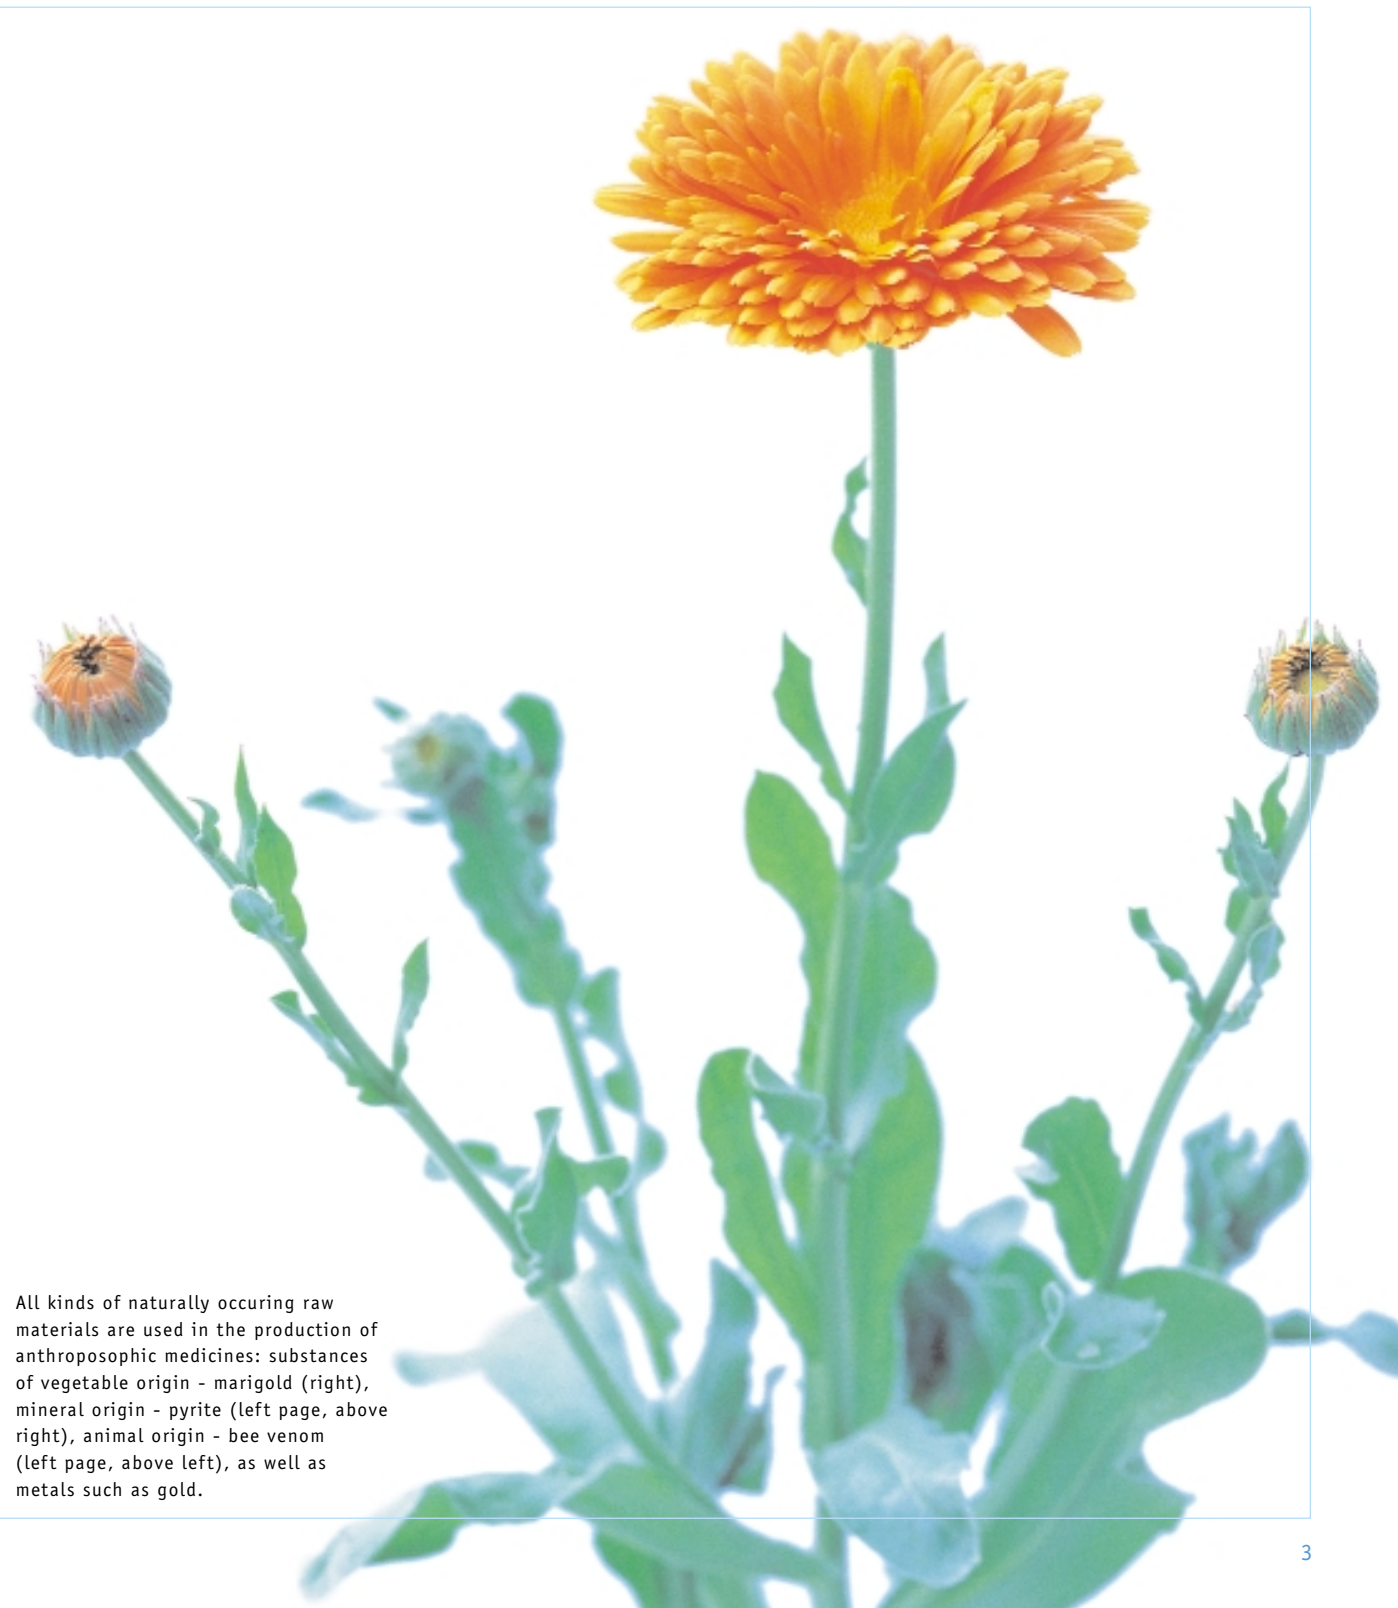 All kinds of naturally occuring raw
materials are used in the production of
anthroposophic medicines: substances
of vegetable origin - marigold (right),
mineral origin - pyrite (left page, above
right), animal origin - bee venom
(left page, above left), as well as
metals such as gold.
3